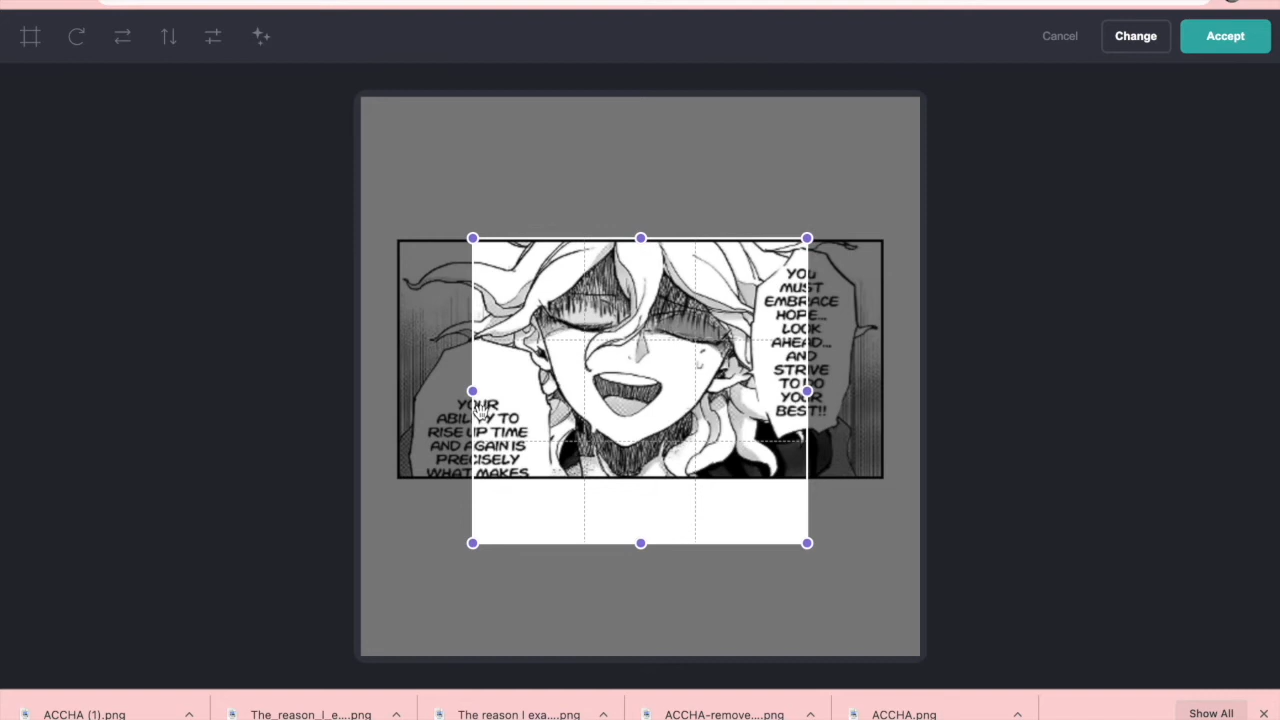 Cancel
Change
Accept
YOU
MUST
EMBRACE
HOPE...
LOOK
AHEAD...
AND
STRIVE
TO DO
YOUR
BEST!!
YOUR
ABILITY TO
RISE UP TIME
AND AGAIN IS
PRECISELY
WHAT MAKES
ACCHA (1).png
The_reason_I_e....png
The reason I exa....png
ACCHA-remove....png
ACCHA.png
Show All